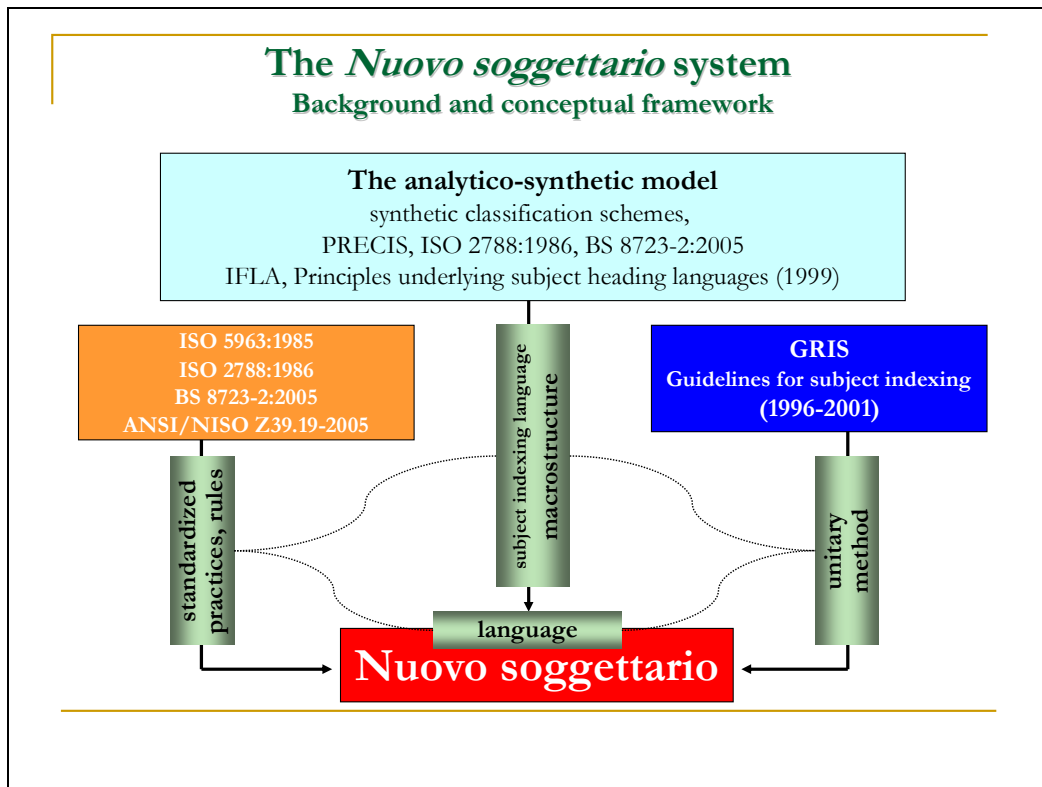 The Nuovo soggettario system
Background and conceptual framework
The analytico-synthetic model
synthetic classification schemes,
PRECIS, ISO 2788:1986, BS 8723-2:2005
IFLA, Principles underlying subject heading languages (1999)
ISO 5963:1985
ISO 2788:1986
BS 8723-2:2005
ANSI/NISO Z39.19-2005
GRIS
Guidelines for subject indexing
(1996-2001)
standardized
practices, rules
subject indexing language
macrostructure
unitary
method
language
Nuovo soggettario